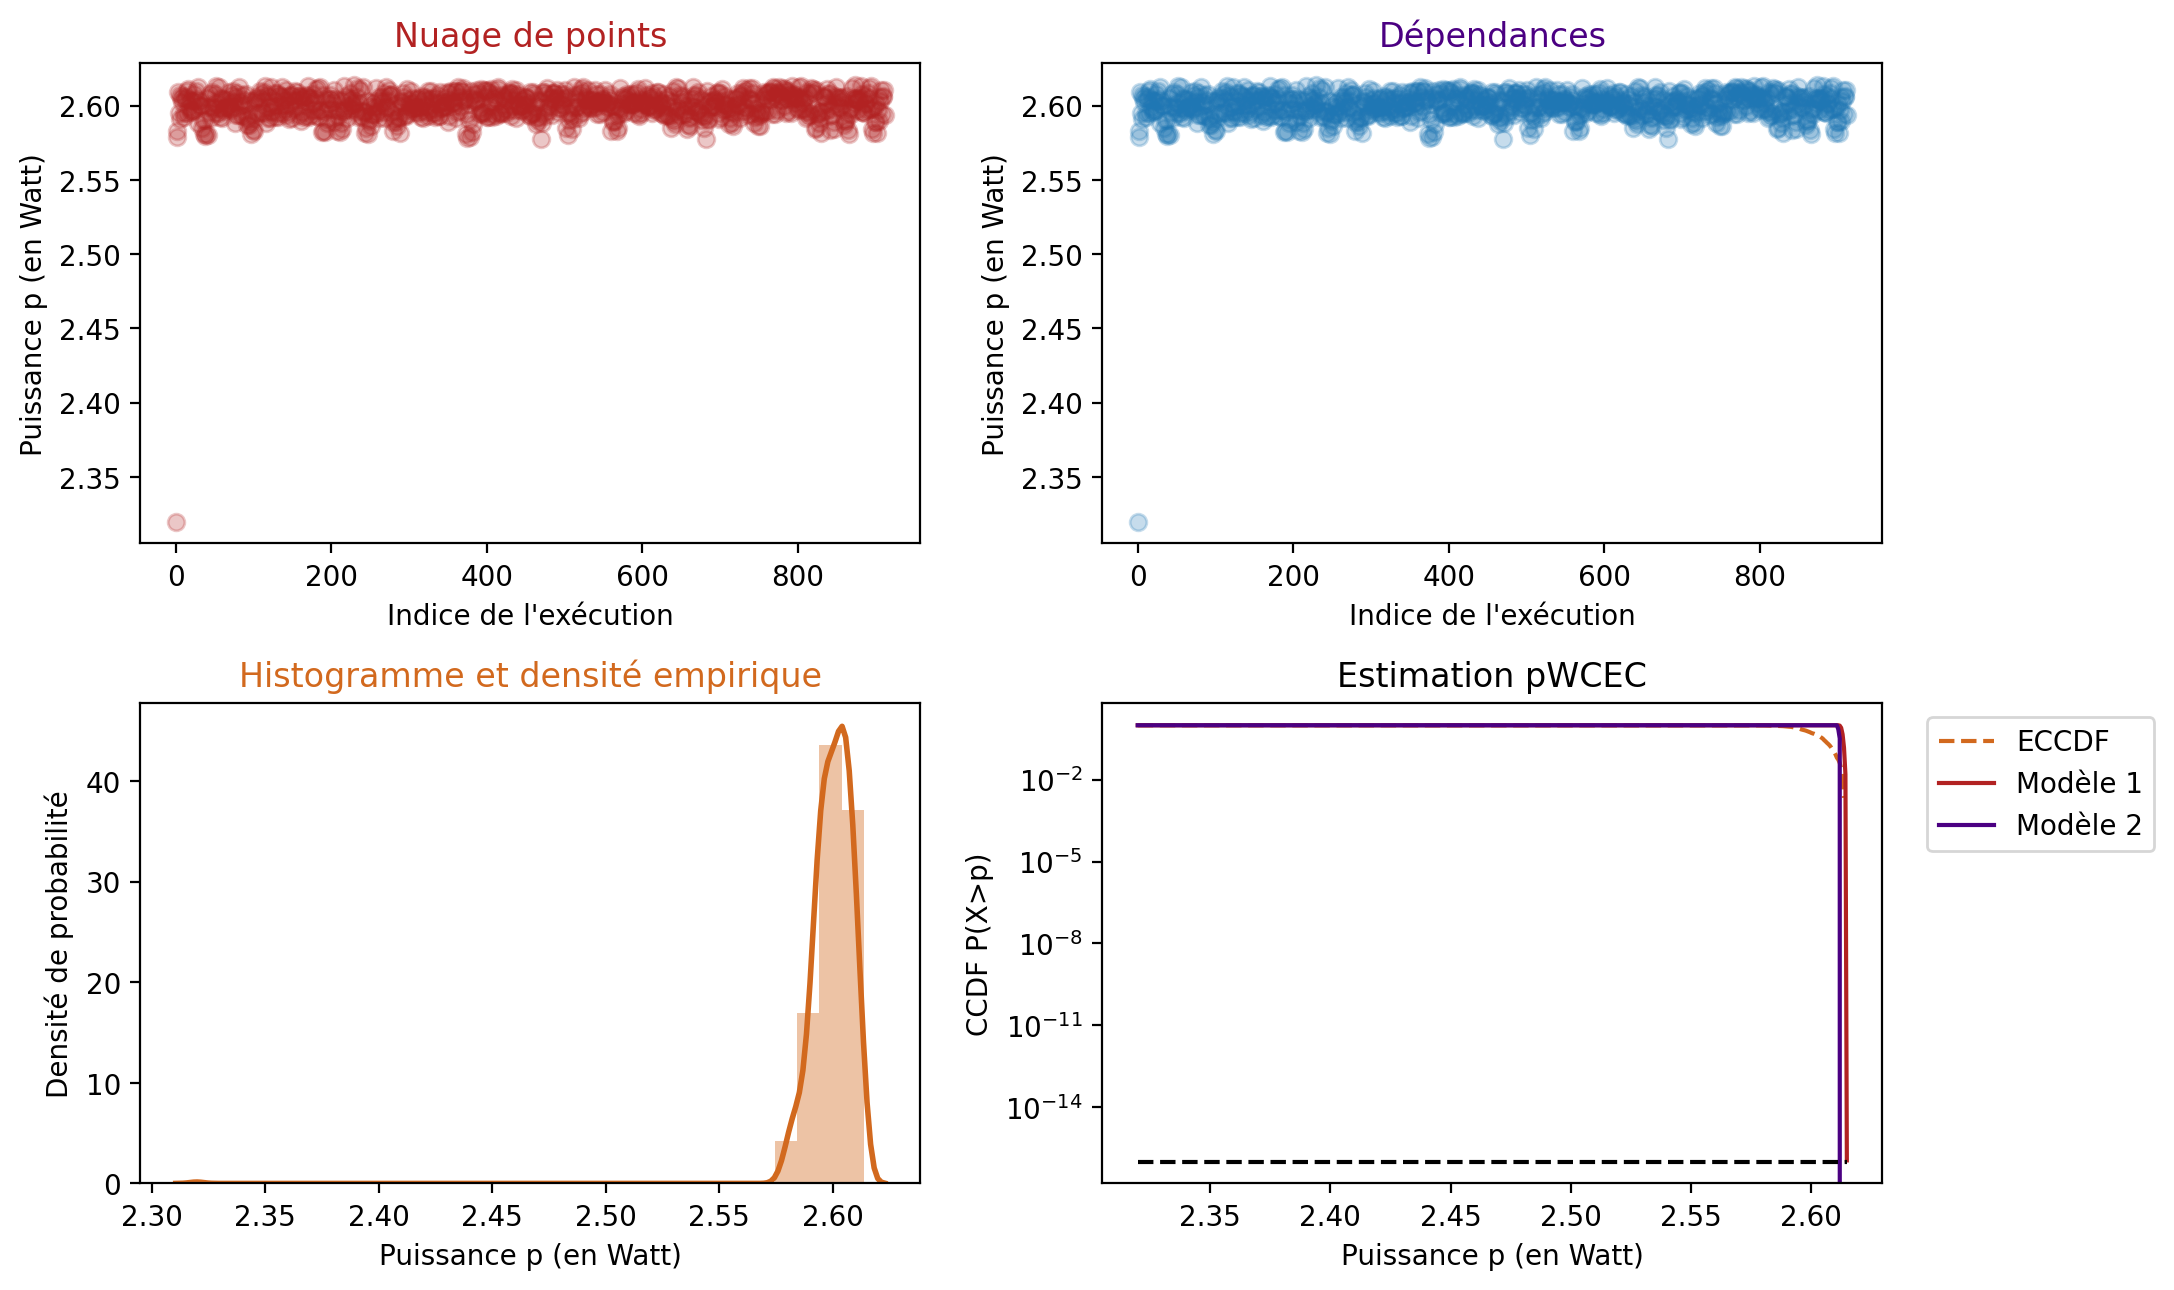 Nuage de points
Puissance p (en Watt)
2.60
2.55
2.50
2.45
2.40
2.35
0 200 400 600 800
Indice de l'exécution
Dépendances
Puissance p (en Watt)
2.60
2.55
2.50
2.45
2.40
2.35
0 200 400 600 800
Indice de l'exécution
Histogramme et densité empirique
Densité de probabilité
40
30
20
10
0
2.30 2.35 2.40 2.45 2.50 2.55 2.60
Puissance p (en Watt)
Estimation pWCEC
CCDF P(X>p)
10⁻²
10⁻⁵
10⁻⁸
10⁻¹¹
10⁻¹⁴
2.35 2.40 2.45 2.50 2.55 2.60
Puissance p (en Watt)
ECCDF
Modèle 1
Modèle 2